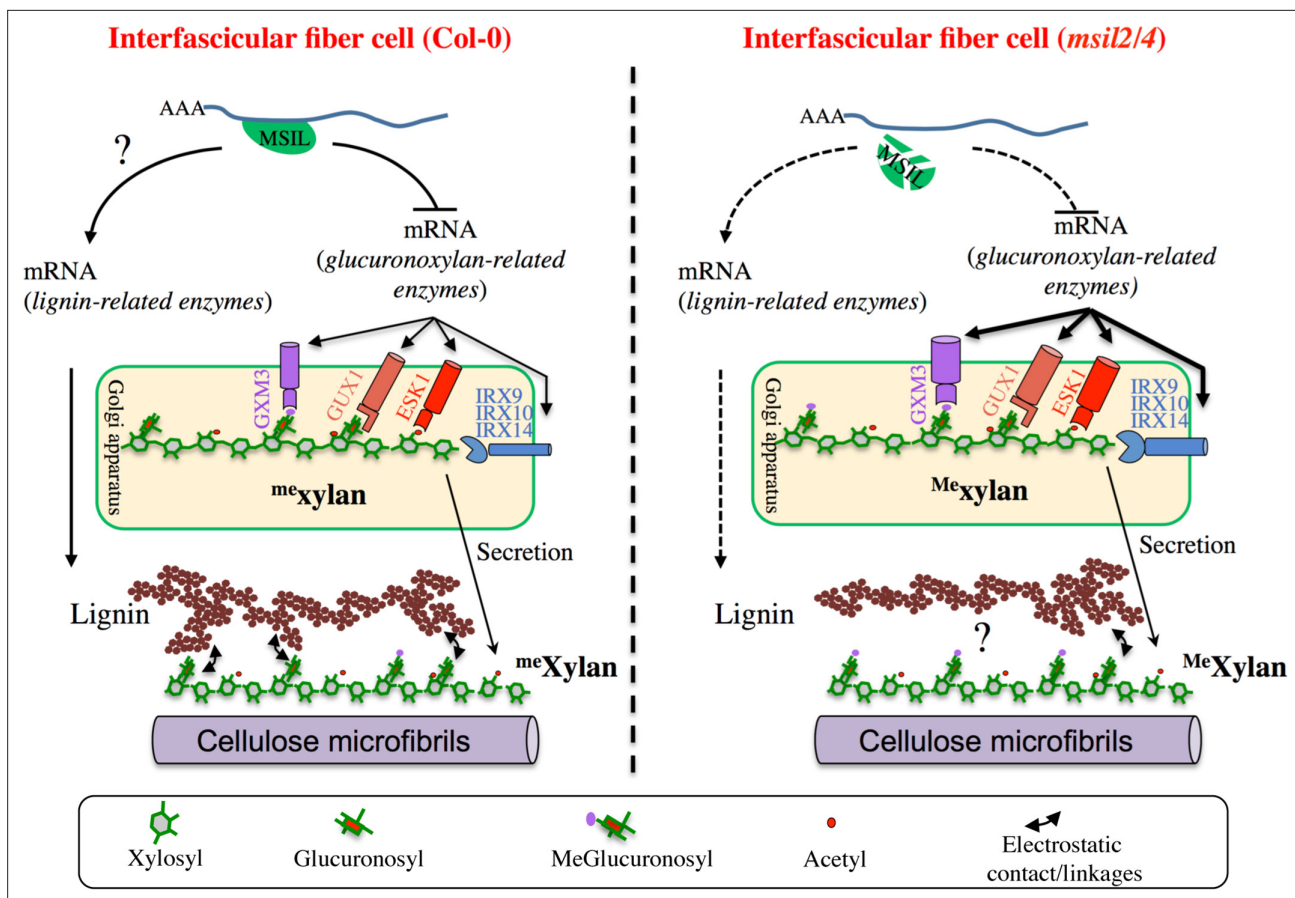 Interfascicular fiber cell (Col-0)
AAA
MSIL
?
mRNA
(glucuronoxylan-related
enzymes)
mRNA
(lignin-related enzymes)
Golgi apparatus
GXM3
GUX1
ESK1
IRX9
IRX10
IRX14
mexylan
Secretion
Lignin
meXylan
Cellulose microfibrils
Interfascicular fiber cell (msil2/4)
AAA
MSIL
mRNA
(glucuronoxylan-related
enzymes)
mRNA
(lignin-related enzymes)
Golgi apparatus
GXM3
GUX1
ESK1
IRX9
IRX10
IRX14
Mexylan
Secretion
Lignin
?
MeXylan
Cellulose microfibrils
Xylosyl
Glucuronosyl
MeGlucuronosyl
Acetyl
Electrostatic
contact/linkages